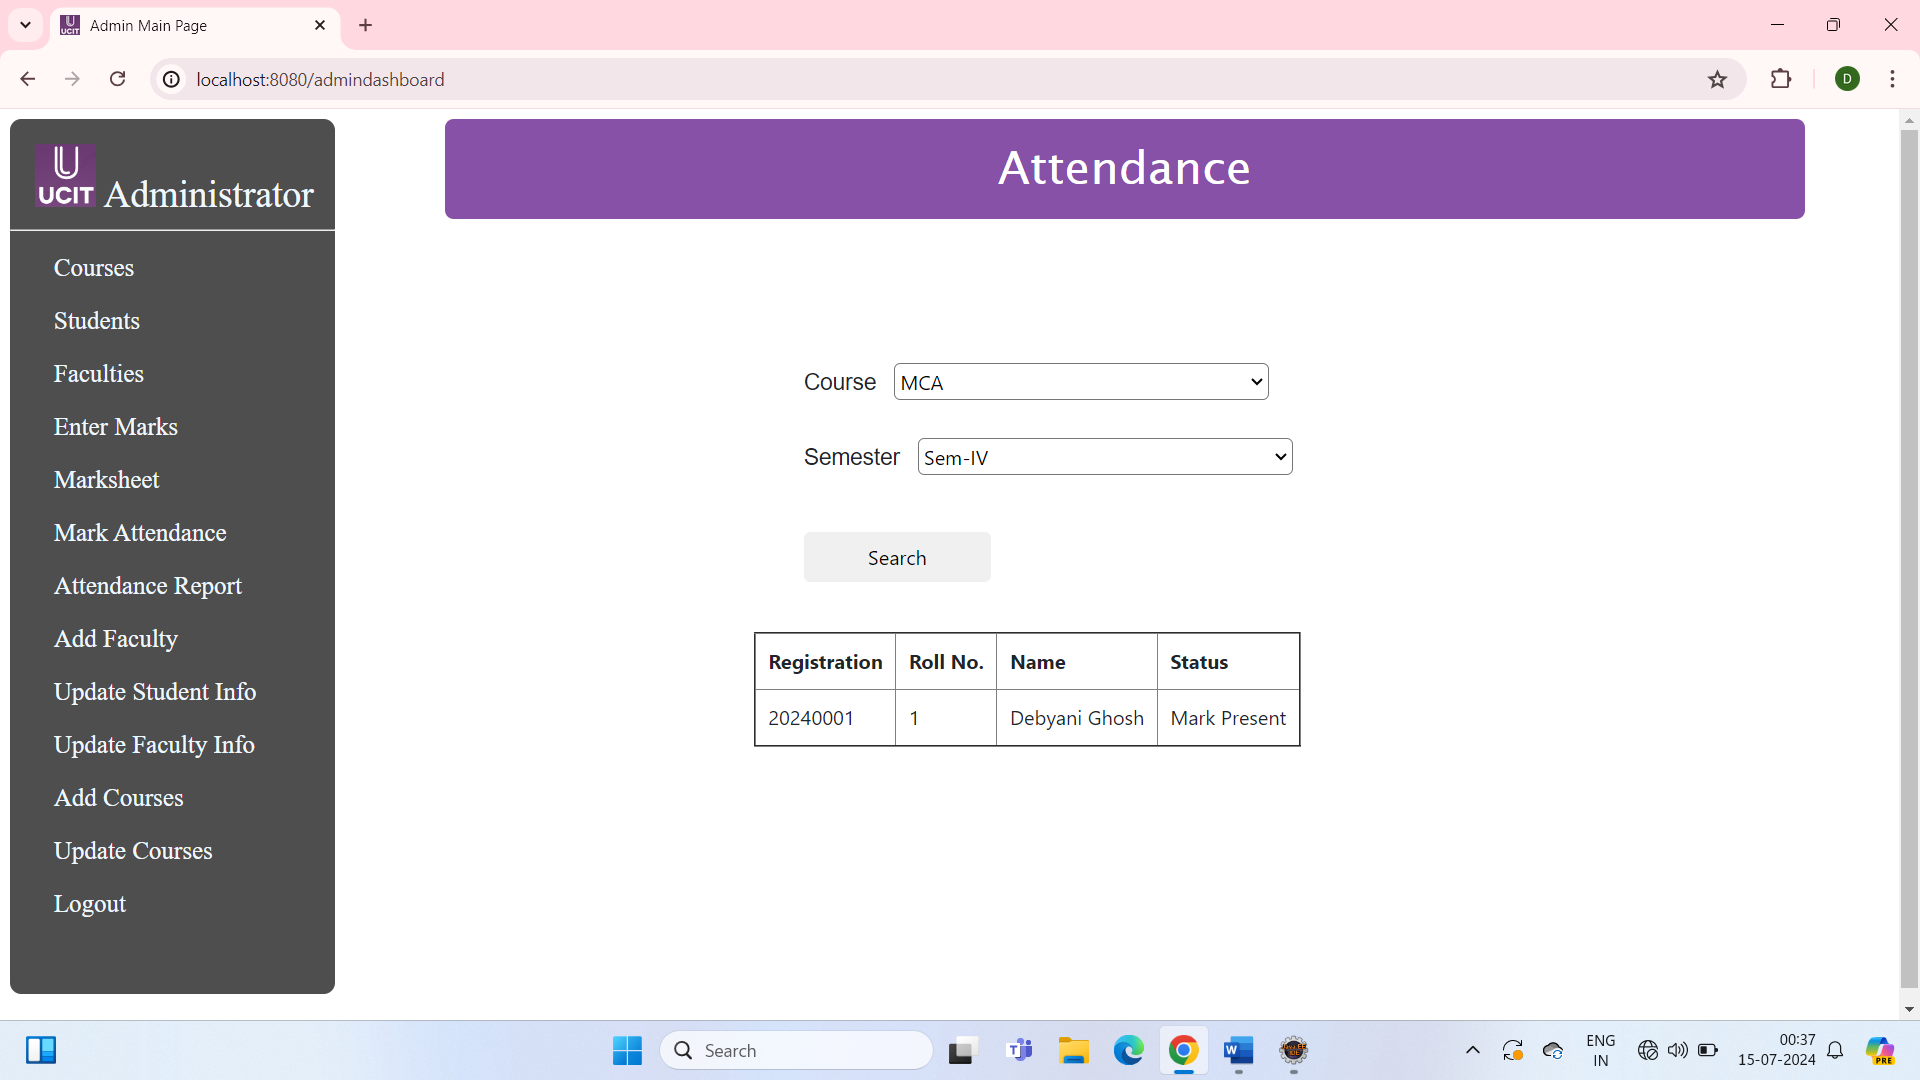 Admin Main Page
localhost:8080/admindashboard
D
UCIT Administrator
Courses
Students
Faculties
Enter Marks
Marksheet
Mark Attendance
Attendance Report
Add Faculty
Update Student Info
Update Faculty Info
Add Courses
Update Courses
Logout
Attendance
Course MCA
Semester Sem-IV
Search
Registration Roll No. Name Status
20240001 1 Debyani Ghosh Mark Present
Search
ENG
IN
00:37
15-07-2024
PRE